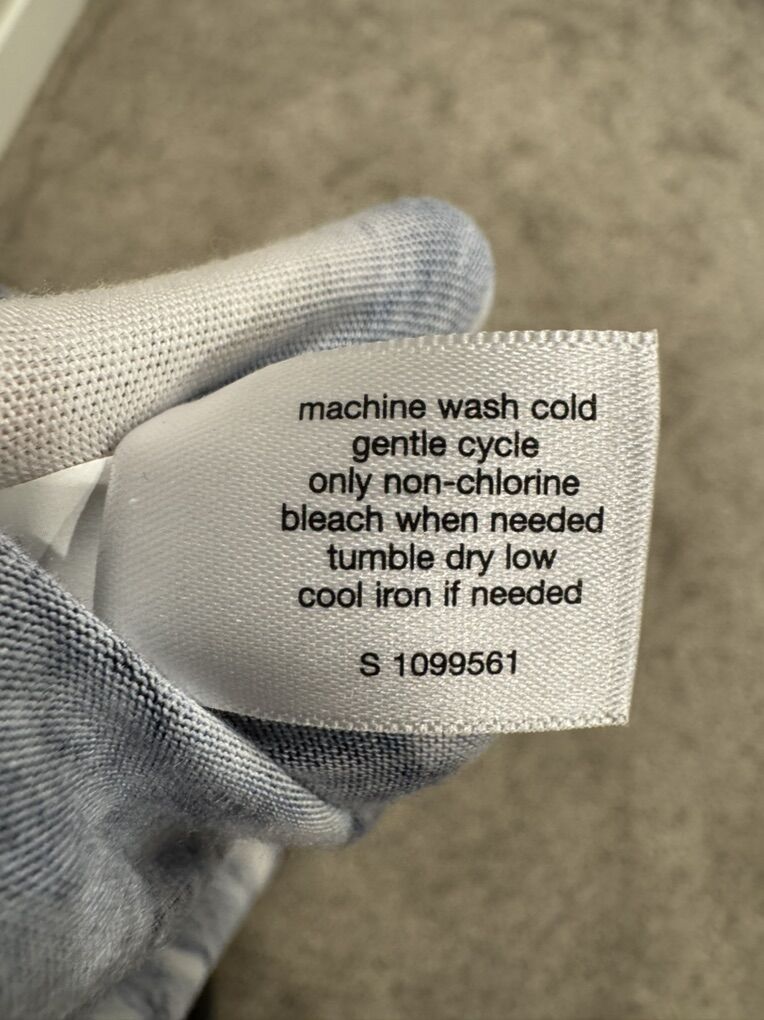 machine wash cold
gentle cycle
only non-chlorine
bleach when needed
tumble dry low
cool iron if needed
S 1099561